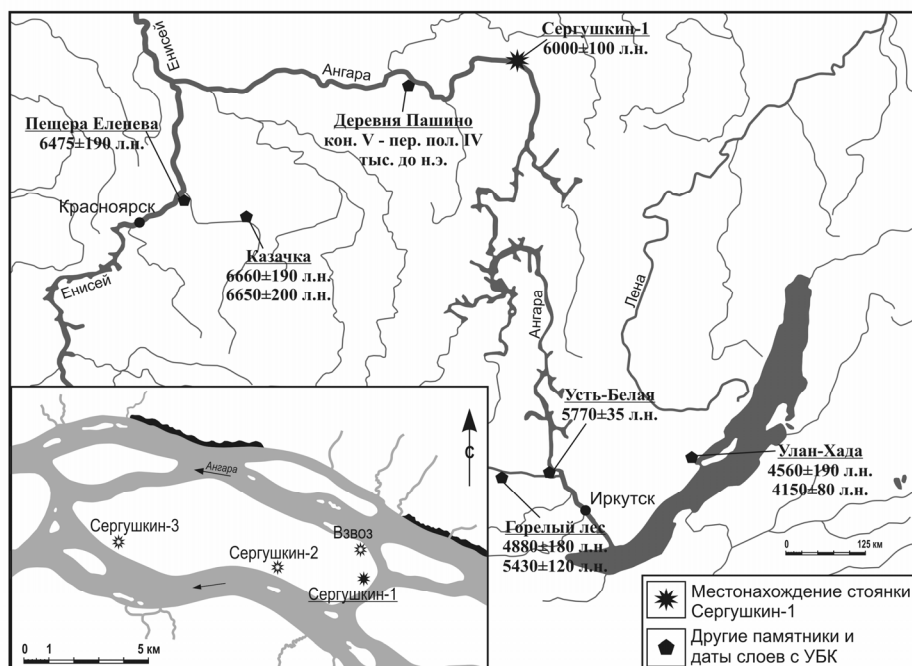 Енисей
Ангара
Сергушкин-1
6000±100 л.н.
Пещера Еленева
6475±190 л.н.
Деревня Пашино
кон. V - пер. пол. IV
тыс. до н.э.
Красноярск
Казачка
6660±190 л.н.
6650±200 л.н.
Енисей
Ангара
Лена
Усть-Белая
5770±35 л.н.
Улан-Хада
4560±190 л.н.
4150±80 л.н.
Иркутск
Горелый лес
4880±180 л.н.
5430±120 л.н.
0 125 км
Ангара
С
Сергушкин-3
Сергушкин-2
Взвоз
Сергушкин-1
0 1 5 км
Местонахождение стоянки
Сергушкин-1
Другие памятники и
даты слоев с УБК